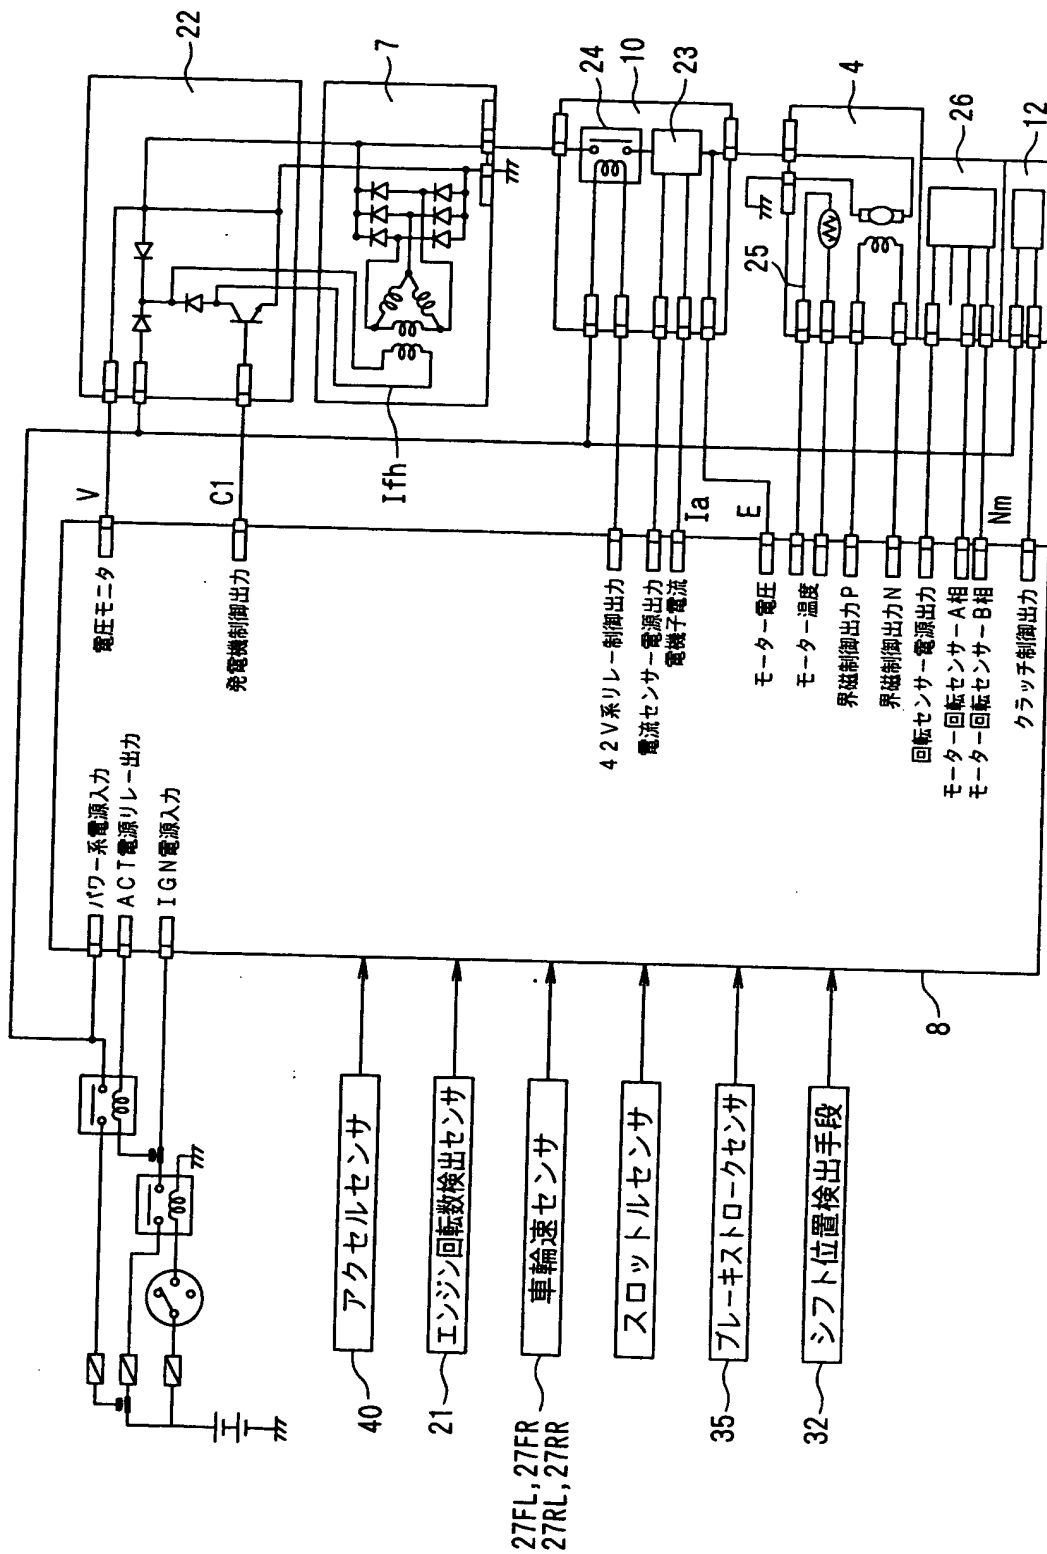 22
7
24
10
23
4
26
12
25
V
C1
Ifh
Ia
E
Nm
電圧モニタ
発電機制御出力
42V系リレー制御出力
電流センサー電源出力
電機子電流
モーター電圧
モーター温度
界磁制御出力P
界磁制御出力N
回転センサー電源出力
モーター回転センサーA相
モーター回転センサーB相
クラッチ制御出力
パワー系電源入力
ACT電源リレー出力
IGN電源入力
8
アクセルセンサ
エンジン回転数検出センサ
車輪速センサ
スロットルセンサ
ブレーキストロークセンサ
シフト位置検出手段
40
21
27FL,27FR
27RL,27RR
35
32